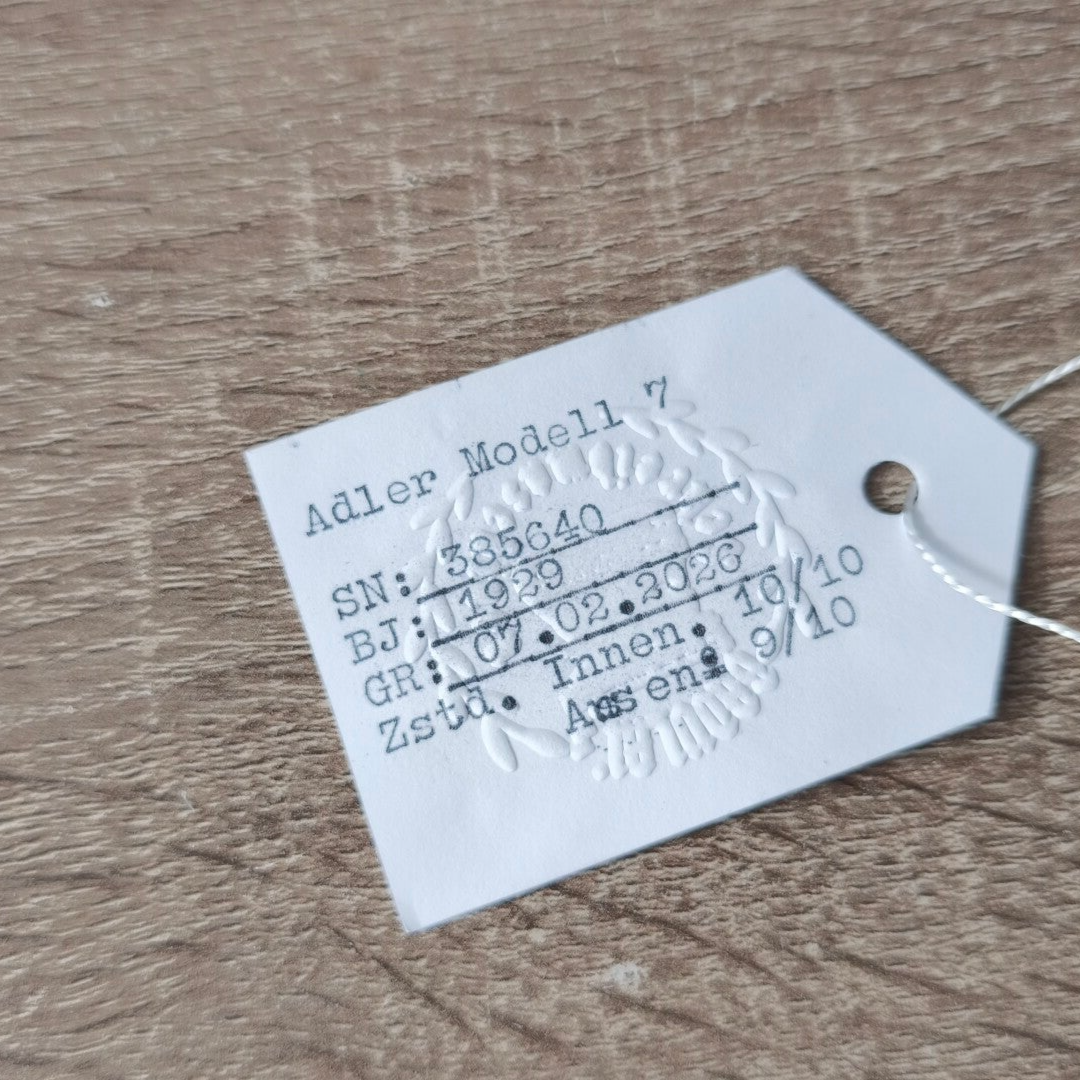 Adler Modell 7
SN: 385640
BJ: 1929
GR: 07.02.2026
Zstd. Innen: 10/10
Aussen: 9/10